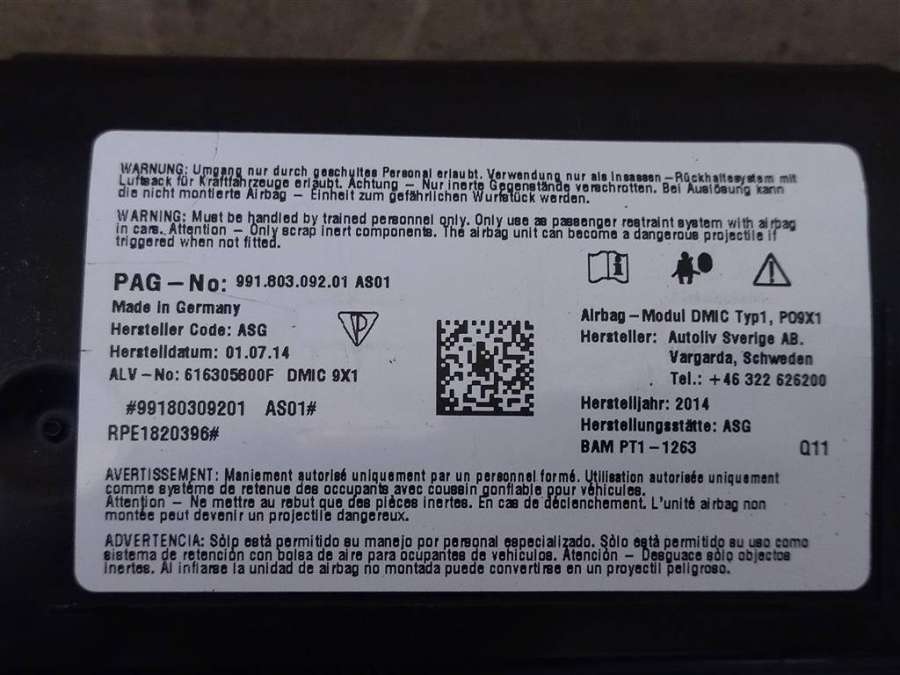 WARNUNG: Umgang nur durch geschultes Personal erlaubt. Verwendung nur als Insassen-Rückhaltesystem mit
Luftsack für Kraftfahrzeuge erlaubt. Achtung - Nur inerte Gegenstände verschrotten. Bei Auslösung kann
die nicht montierte Airbag - Einheit zum gefährlichen Wurfstück werden.
WARNING: Must be handled by trained personnel only. Only use as passenger restraint system with airbag
in cars. Attention - Only scrap inert components. The airbag unit can become a dangerous projectile if
triggered when not fitted.
PAG-No: 991.803.092.01 AS01
Made in Germany
Hersteller Code: ASG
Herstelldatum: 01.07.14
ALV-No: 616305800F DMIC 9X1
#99180309201 AS01#
RPE1820396#
Airbag-Modul DMIC Typ1, PO9X1
Hersteller: Autoliv Sverige AB.
Vargarda, Schweden
Tel.: +46 322 626200
Herstelljahr: 2014
Herstellungsstätte: ASG
BAM PT1-1263 Q11
AVERTISSEMENT: Maniement autorisé uniquement par un personnel formé. Utilisation autorisée uniquement
comme système de retenue des occupants avec coussin gonflable pour véhicules.
Attention - Ne mettre au rebut que des pièces inertes. En cas de déclenchement. L'unité airbag non
montée peut devenir un projectile dangereux.
ADVERTENCIA: Sòlo està permitido su manejo por personal especializado. Sòlo està permitido su uso como
sistema de retención con bolsa de aire para ocupantes de vehiculos. Atención - Desguace sòlo objectos
inertes. Al inflarse la unidad de airbag no montada puede convertirse en un proyectil peligroso.